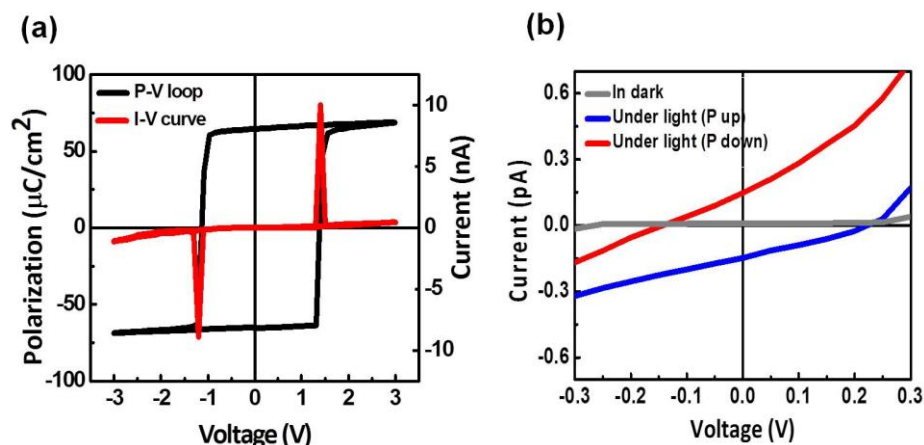 (a)
100
50
0
-50
-100
Polarization (μC/cm²)
P-V loop
I-V curve
10
5
0
-5
-10
Current (nA)
-3 -2 -1 0 1 2 3
Voltage (V)
(b)
0.6
0.3
0.0
-0.3
-0.6
Current (pA)
In dark
Under light (P up)
Under light (P down)
-0.3 -0.2 -0.1 0.0 0.1 0.2 0.3
Voltage (V)